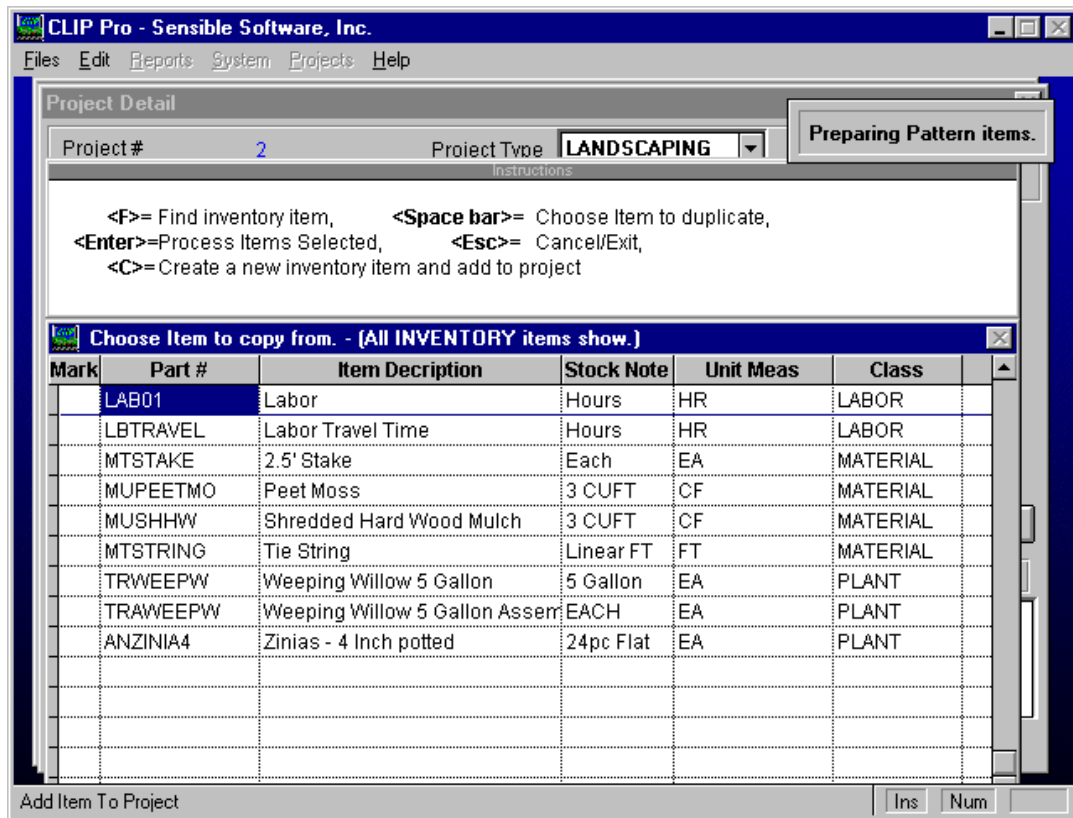 CLIP Pro - Sensible Software, Inc.
Files Edit Reports System Projects Help
Project Detail
Preparing Pattern items.
Project # 2 Project Type LANDSCAPING
Instructions
<F>= Find inventory item, <Space bar>= Choose Item to duplicate,
<Enter>=Process Items Selected, <Esc>= Cancel/Exit,
<C>=Create a new inventory item and add to project
Choose Item to copy from. - (All INVENTORY items show.)
Mark Part # Item Decription Stock Note Unit Meas Class
LAB01 Labor Hours HR LABOR
LBTRAVEL Labor Travel Time Hours HR LABOR
MTSTAKE 2.5' Stake Each EA MATERIAL
MUPEETMO Peet Moss 3 CUFT CF MATERIAL
MUSHHW Shredded Hard Wood Mulch 3 CUFT CF MATERIAL
MTSTRING Tie String Linear FT FT MATERIAL
TRWEEPW Weeping Willow 5 Gallon 5 Gallon EA PLANT
TRAWEEPW Weeping Willow 5 Gallon Assem EACH EA PLANT
ANZINIA4 Zinias - 4 Inch potted 24pc Flat EA PLANT
Add Item To Project Ins Num